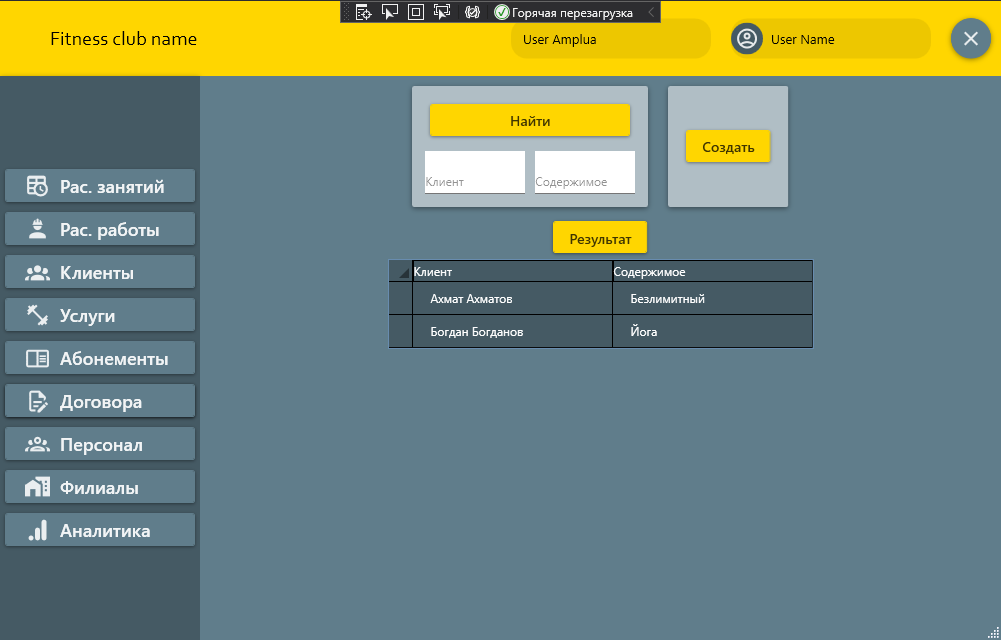 Горячая перезагрузка
Fitness club name
User Amplua
User Name
Найти
Клиент
Содержимое
Создать
Рас. занятий
Рас. работы
Клиенты
Услуги
Абонементы
Договора
Персонал
Филиалы
Аналитика
Результат
Клиент Содержимое
Ахмат Ахматов Безлимитный
Богдан Богданов Йога